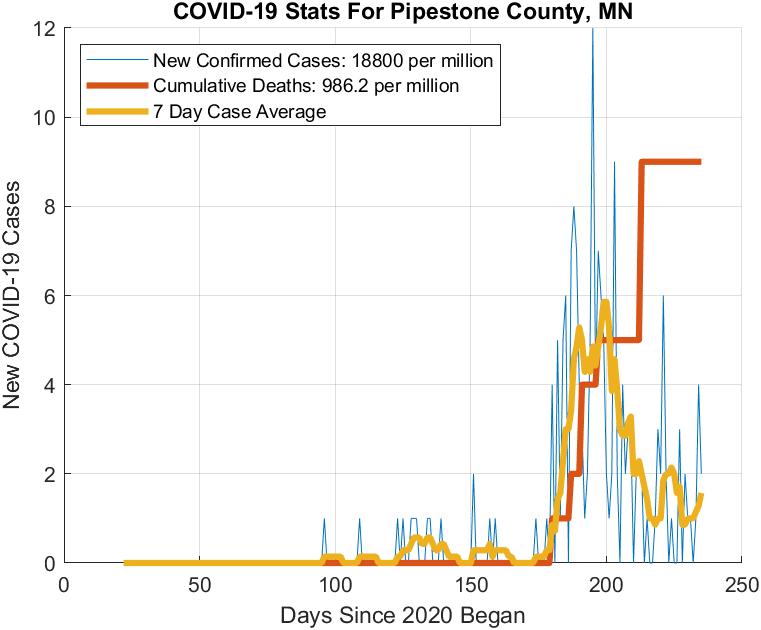 COVID-19 Stats For Pipestone County, MN
New Confirmed Cases: 18800 per million
Cumulative Deaths: 986.2 per million
7 Day Case Average
New COVID-19 Cases
12
10
8
6
4
2
0
0 50 100 150 200 250
Days Since 2020 Began